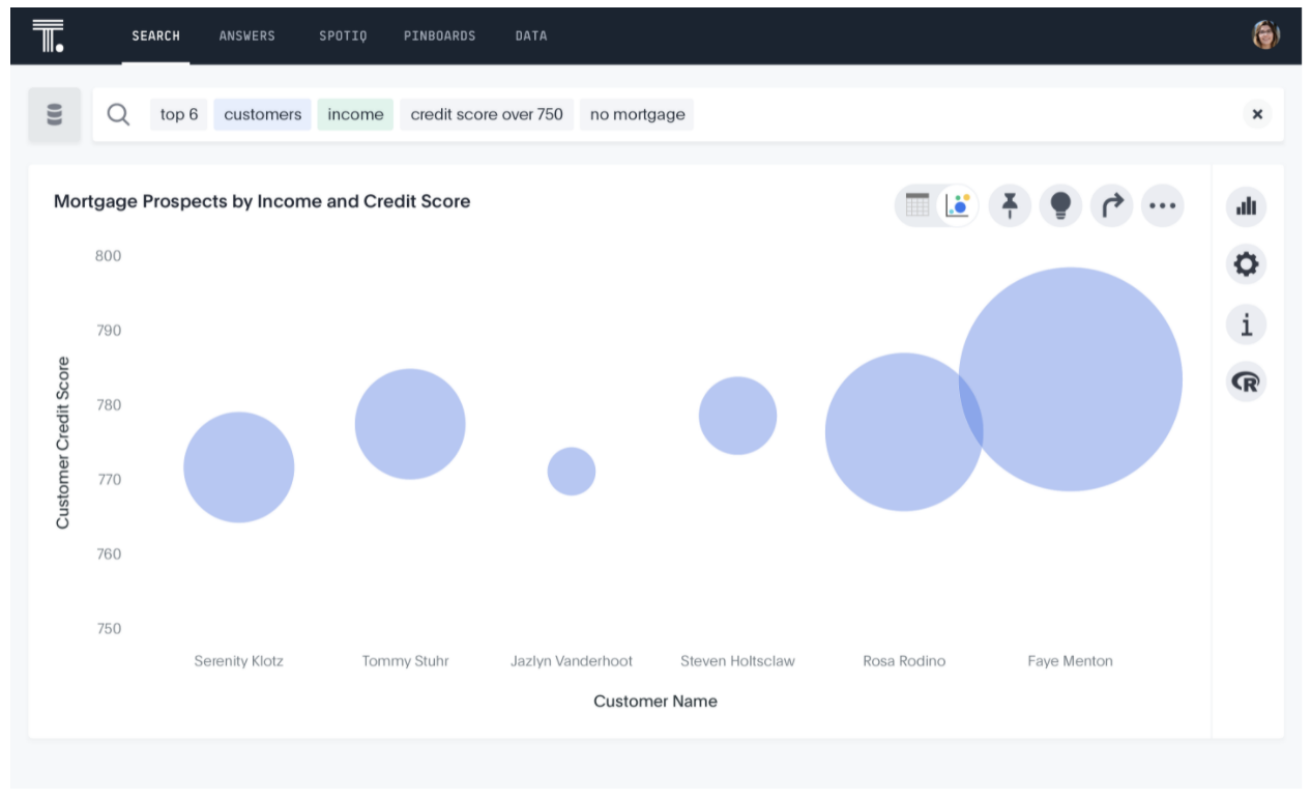 SEARCH ANSWERS SPOTIQ PINBOARDS DATA
top 6 customers income credit score over 750 no mortgage
Mortgage Prospects by Income and Credit Score
800
790
780
770
760
750
Customer Credit Score
Serenity Klotz Tommy Stuhr Jazlyn Vanderhoot Steven Holtsclaw Rosa Rodino Faye Menton
Customer Name